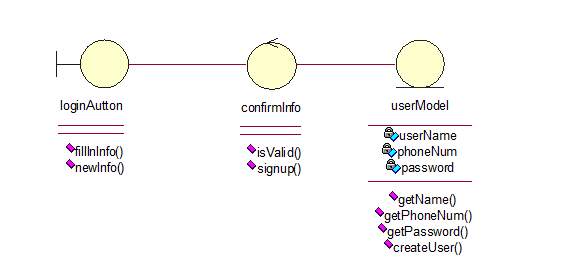 loginAutton
fillInInfo()
newInfo()
confirmInfo
isValid()
signup()
userModel
userName
phoneNum
password
getName()
getPhoneNum()
getPassword()
createUser()